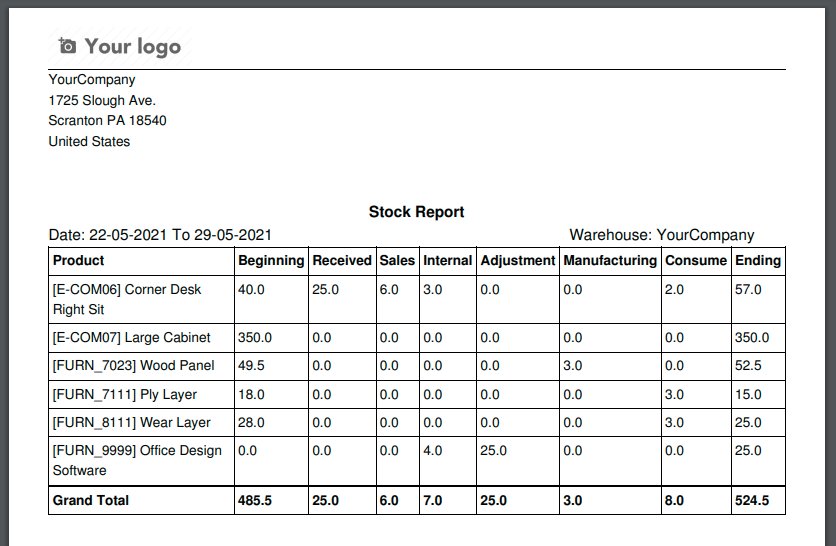 Your logo
YourCompany
1725 Slough Ave.
Scranton PA 18540
United States
Stock Report
Date: 22-05-2021 To 29-05-2021 Warehouse: YourCompany
Product Beginning Received Sales Internal Adjustment Manufacturing Consume Ending
[E-COM06] Corner Desk 40.0 25.0 6.0 3.0 0.0 0.0 2.0 57.0
Right Sit
[E-COM07] Large Cabinet 350.0 0.0 0.0 0.0 0.0 0.0 0.0 350.0
[FURN_7023] Wood Panel 49.5 0.0 0.0 0.0 0.0 3.0 0.0 52.5
[FURN_7111] Ply Layer 18.0 0.0 0.0 0.0 0.0 0.0 3.0 15.0
[FURN_8111] Wear Layer 28.0 0.0 0.0 0.0 0.0 0.0 3.0 25.0
[FURN_9999] Office Design 0.0 0.0 0.0 4.0 25.0 0.0 0.0 25.0
Software
Grand Total 485.5 25.0 6.0 7.0 25.0 3.0 8.0 524.5